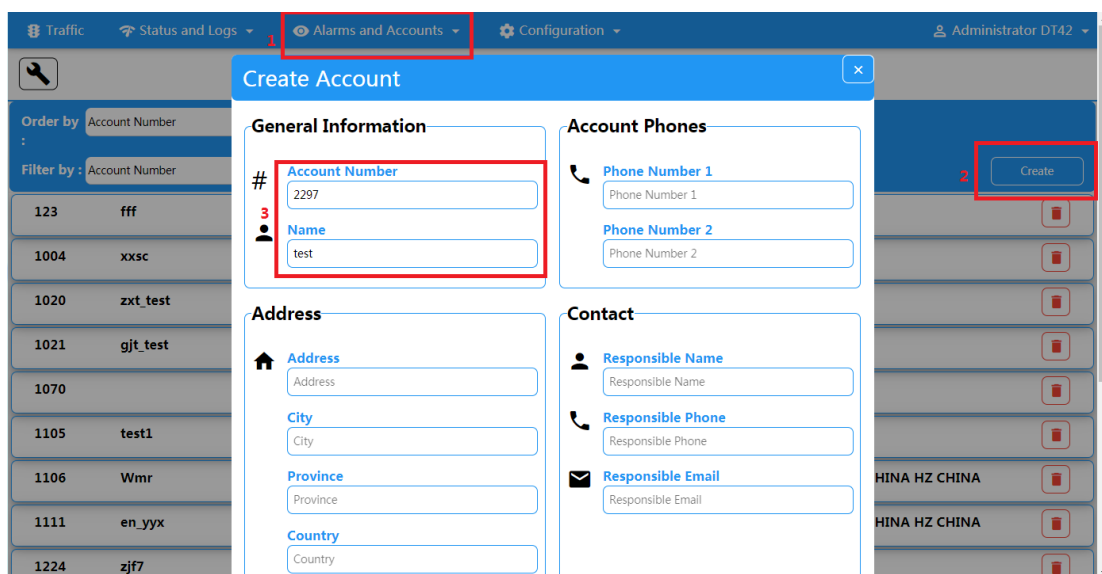 Traffic Status and Logs 1 Alarms and Accounts Configuration Administrator DT42
Create Account ×
Order by : Account Number
Filter by : Account Number
2 Create
General Information
# Account Number
2297
3
Name
test
Account Phones
Phone Number 1
Phone Number 1
Phone Number 2
Phone Number 2
Address
Address
Address
City
City
Province
Province
Country
Country
Contact
Responsible Name
Responsible Name
Responsible Phone
Responsible Phone
Responsible Email
Responsible Email
123 fff
1004 xxsc
1020 zxt_test
1021 gjt_test
1070
1105 test1
1106 Wmr HINA HZ CHINA
1111 en_yyx HINA HZ CHINA
1224 zjf7